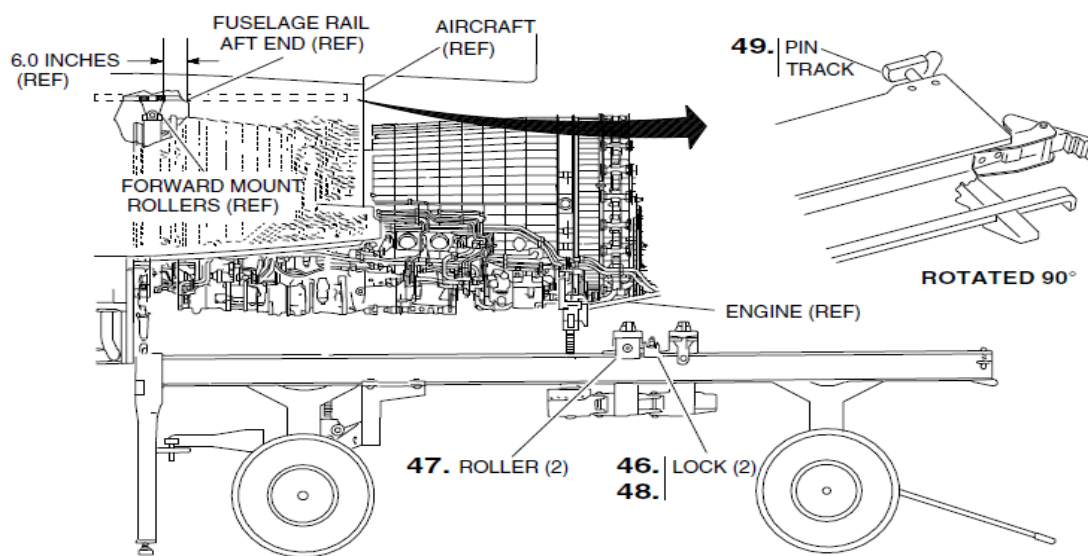 FUSELAGE RAIL
AFT END (REF)
AIRCRAFT
(REF)
6.0 INCHES
(REF)
49. PIN
TRACK
FORWARD MOUNT
ROLLERS (REF)
ROTATED 90°
ENGINE (REF)
47. ROLLER (2)
46. LOCK (2)
48.